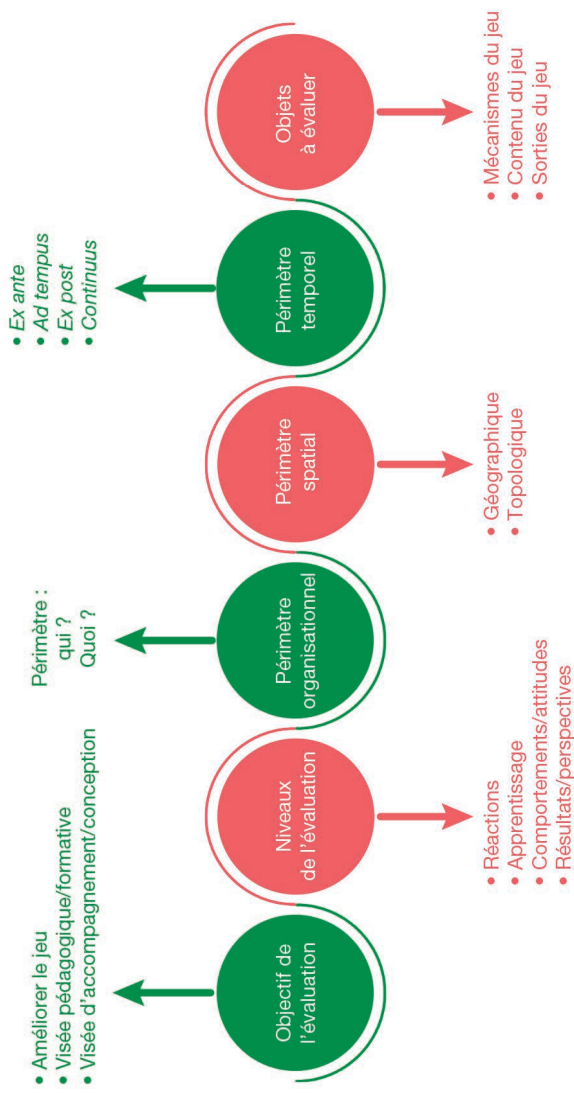 • Améliorer le jeu
• Visée pédagogique/formative
• Visée d'accompagnement/conception
Objectif de
l'évaluation
Niveaux
de l'évaluation
• Réactions
• Apprentissage
• Comportements/attitudes
• Résultats/perspectives
Périmètre :
qui ?
Quoi ?
Périmètre
organisationnel
Périmètre
spatial
• Géographique
• Topologique
• Ex ante
• Ad tempus
• Ex post
• Continuus
Périmètre
temporel
Objets
à évaluer
• Mécanismes du jeu
• Contenu du jeu
• Sorties du jeu